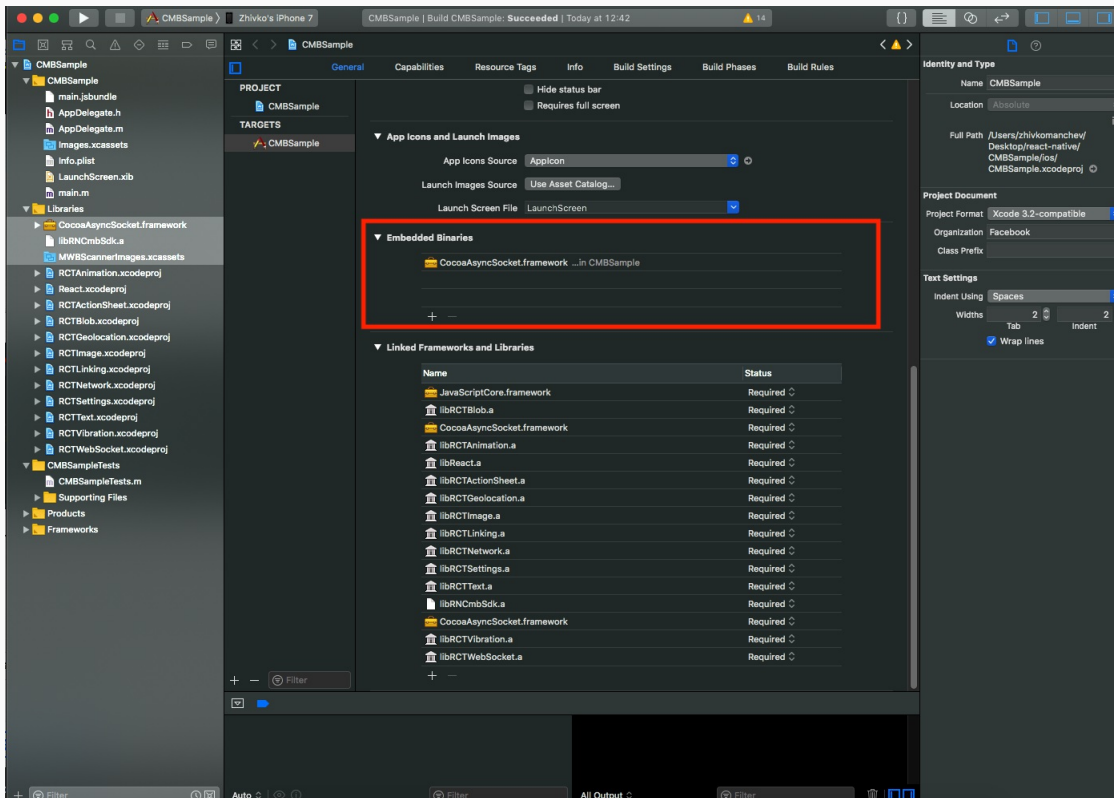 CMBSample Zhivko's iPhone 7 CMBSample | Build CMBSample: Succeeded | Today at 12:42 14
CMBSample
General Capabilities Resource Tags Info Build Settings Build Phases Build Rules
CMBSample
CMBSample
main.jsbundle
AppDelegate.h
AppDelegate.m
Images.xcassets
Info.plist
LaunchScreen.xib
main.m
Libraries
CocoaAsyncSocket.framework
libRNCmbSdk.a
MWBScannerImages.xcassets
RCTAnimation.xcodeproj
React.xcodeproj
RCTActionSheet.xcodeproj
RCTBlob.xcodeproj
RCTGeolocation.xcodeproj
RCTImage.xcodeproj
RCTLinking.xcodeproj
RCTNetwork.xcodeproj
RCTSettings.xcodeproj
RCTText.xcodeproj
RCTVibration.xcodeproj
RCTWebSocket.xcodeproj
CMBSampleTests
CMBSampleTests.m
Supporting Files
Products
Frameworks
Filter
PROJECT
CMBSample
TARGETS
CMBSample
Filter
Hide status bar
Requires full screen
App Icons and Launch Images
App Icons Source AppIcon
Launch Images Source Use Asset Catalog...
Launch Screen File LaunchScreen
Embedded Binaries
CocoaAsyncSocket.framework ...in CMBSample
Linked Frameworks and Libraries
Name Status
JavaScriptCore.framework Required
libRCTBlob.a Required
CocoaAsyncSocket.framework Required
libRCTAnimation.a Required
libReact.a Required
libRCTActionSheet.a Required
libRCTGeolocation.a Required
libRCTImage.a Required
libRCTLinking.a Required
libRCTNetwork.a Required
libRCTSettings.a Required
libRCTText.a Required
libRNCmbSdk.a Required
CocoaAsyncSocket.framework Required
libRCTVibration.a Required
libRCTWebSocket.a Required
Auto Filter All Output Filter
Identity and Type
Name CMBSample
Location Absolute
Full Path /Users/zhivkomanchev/
Desktop/react-native/
CMBSample/ios/
CMBSample.xcodeproj
Project Document
Project Format Xcode 3.2-compatible
Organization Facebook
Class Prefix
Text Settings
Indent Using Spaces
Widths 2 2
Tab Indent
Wrap lines